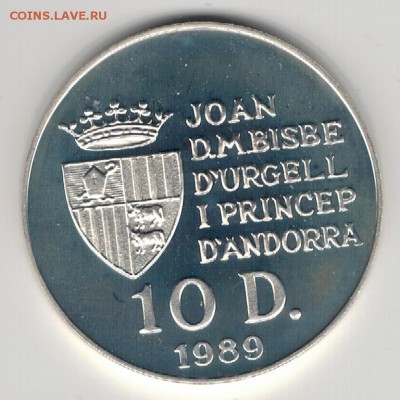 COINS.LAVE.RU
JOAN
D.M.BISBE
D'URGELL
I PRINCEP
D'ANDORRA
10 D.
1989